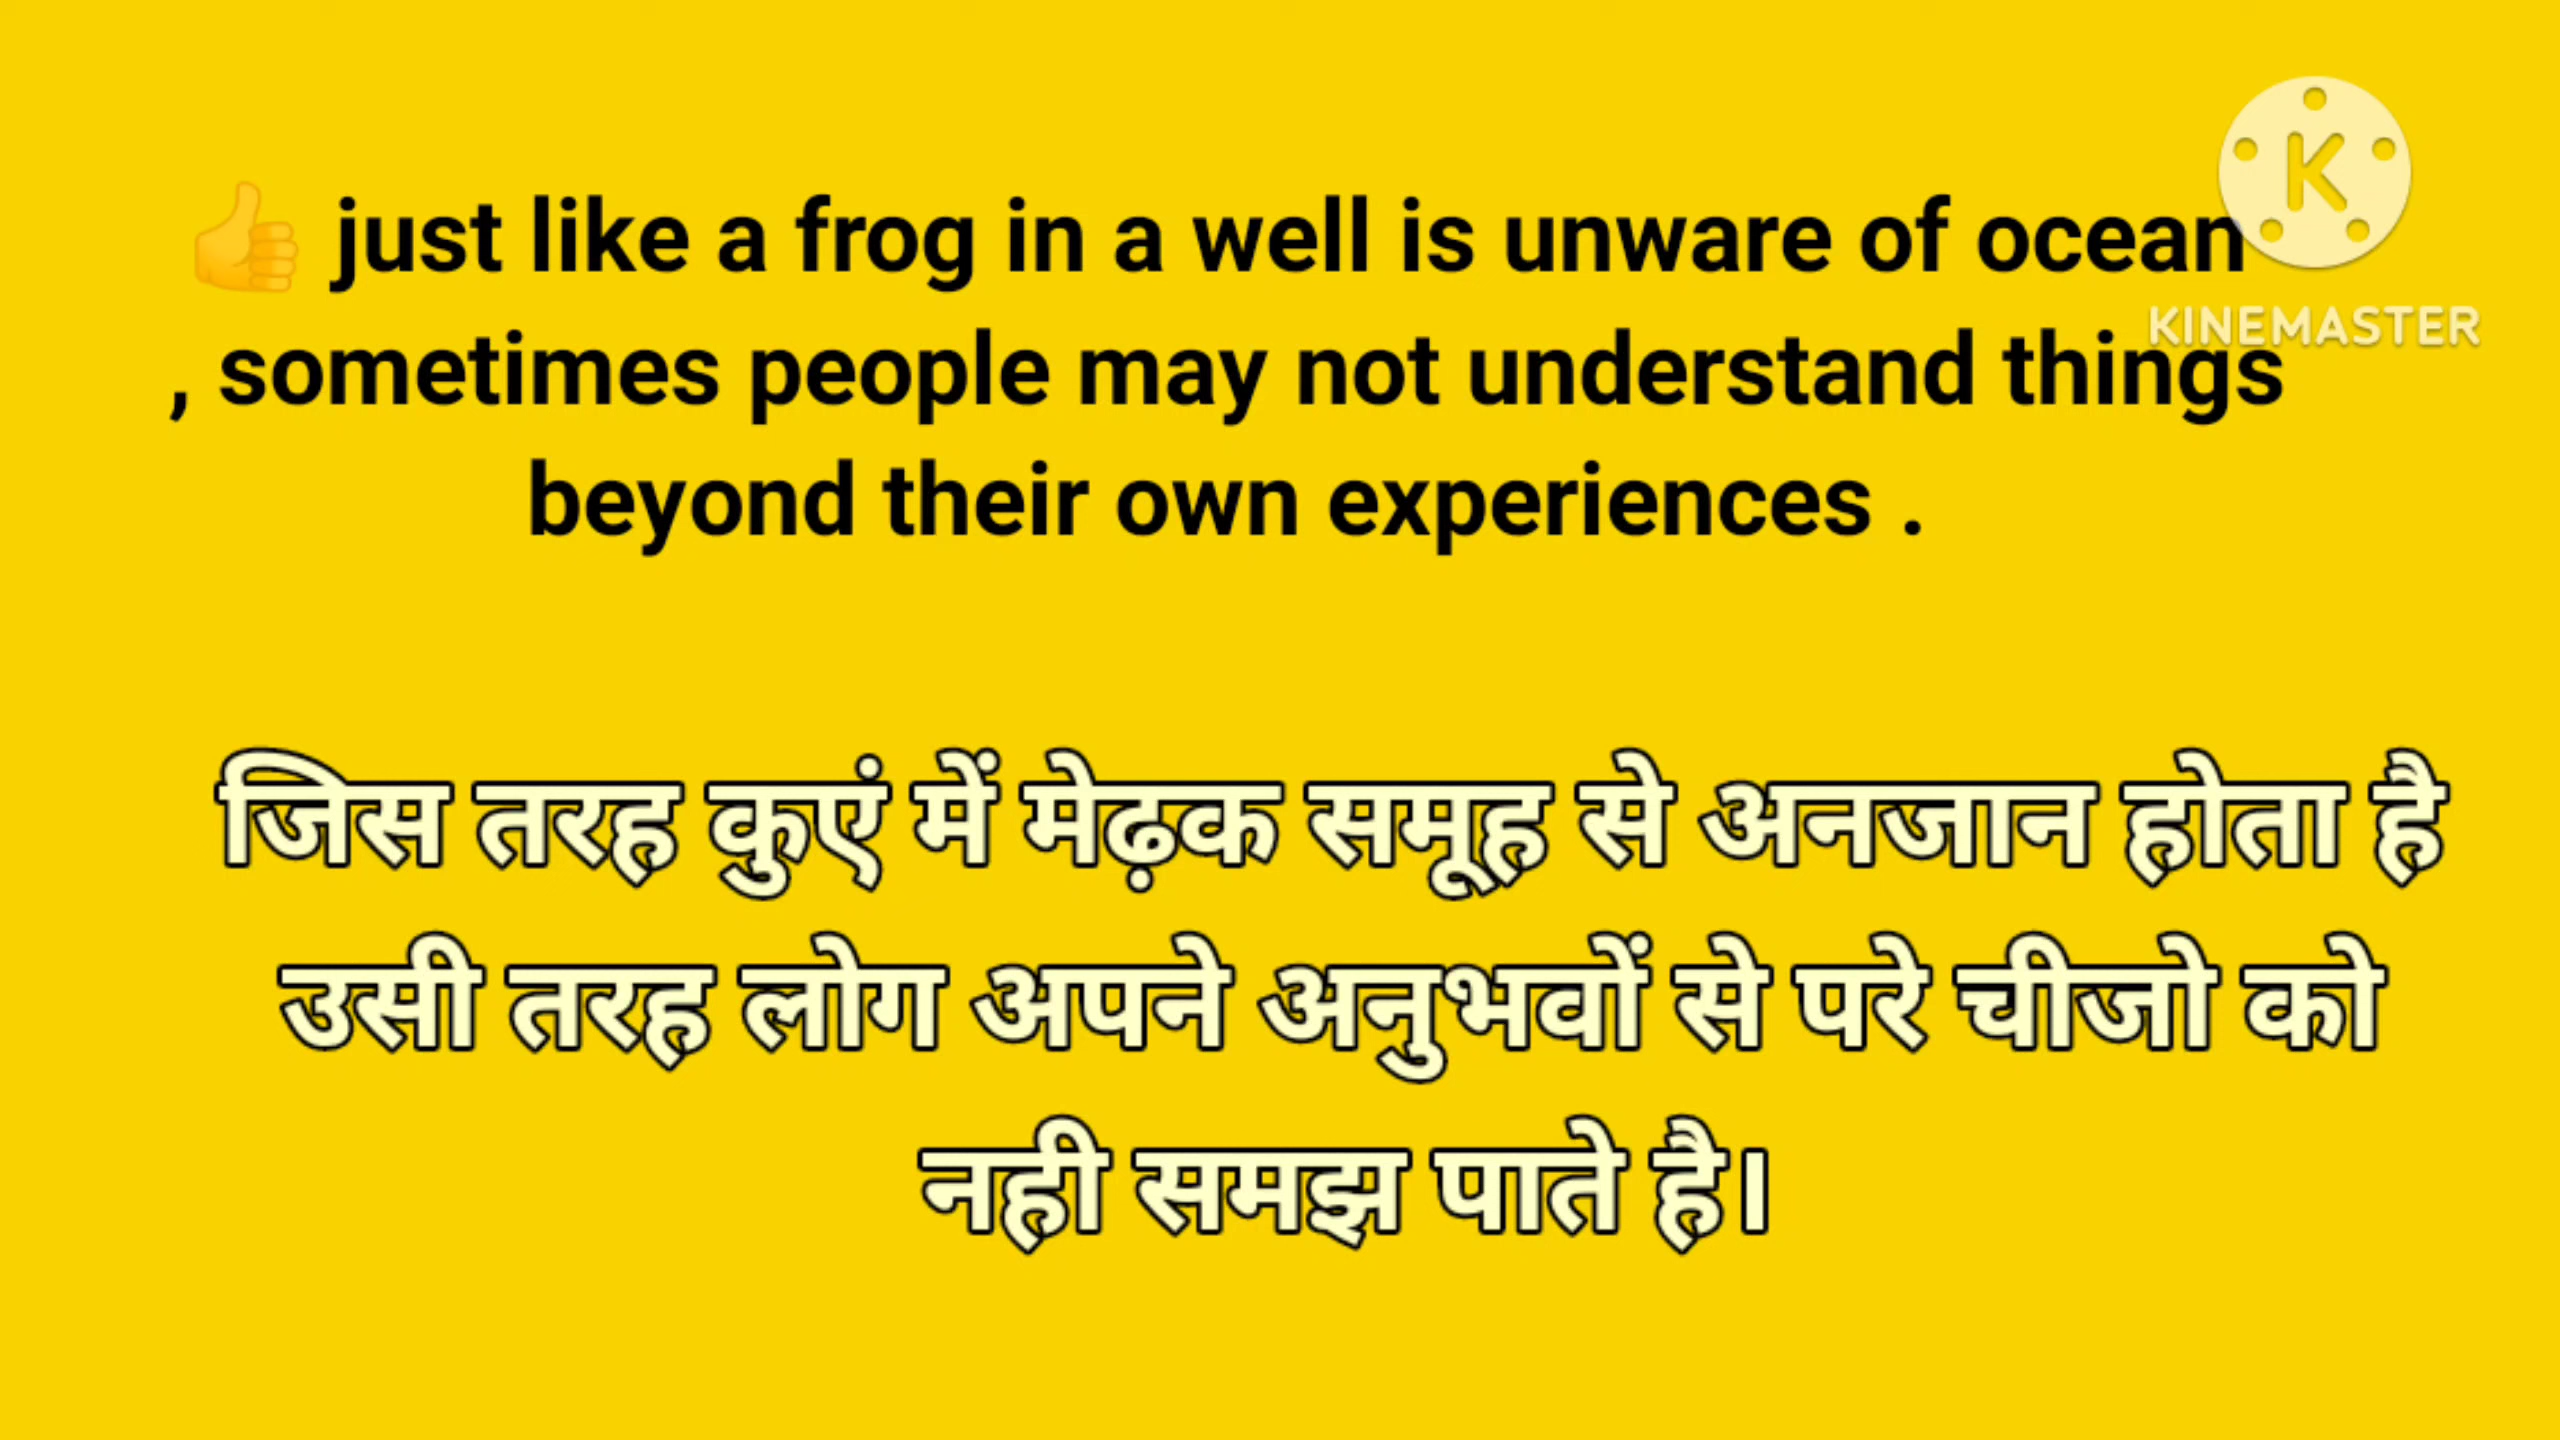 👍 just like a frog in a well is unware of ocean
, sometimes people may not understand things
beyond their own experiences .
KINEMASTER
जिस तरह कुएं में मेढ़क समूह से अनजान होता है
उसी तरह लोग अपने अनुभवों से परे चीजो को
नही समझ पाते है।